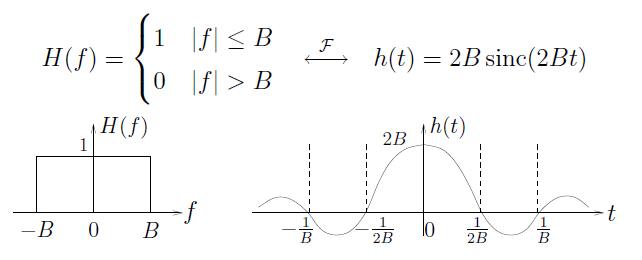 H(f) = { 1 |f| ≤ B
0 |f| > B
ℱ
⟷ h(t) = 2B sinc(2Bt)
H(f)
1
−B 0 B f
h(t)
2B
−1/B −1/2B 0 1/2B 1/B t